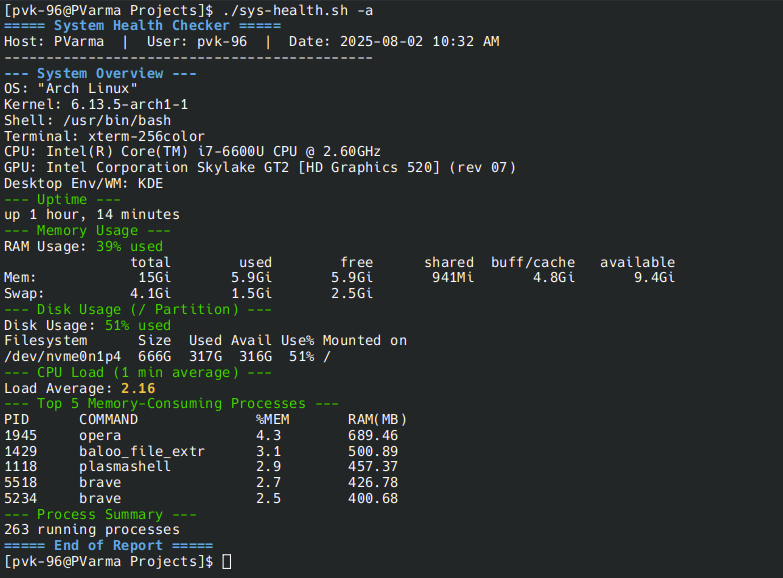 [pvk-96@PVarma Projects]$ ./sys-health.sh -a
===== System Health Checker =====
Host: PVarma  |  User: pvk-96  |  Date: 2025-08-02 10:32 AM
--------------------------------------------
--- System Overview ---
OS: "Arch Linux"
Kernel: 6.13.5-arch1-1
Shell: /usr/bin/bash
Terminal: xterm-256color
CPU: Intel(R) Core(TM) i7-6600U CPU @ 2.60GHz
GPU: Intel Corporation Skylake GT2 [HD Graphics 520] (rev 07)
Desktop Env/WM: KDE
--- Uptime ---
up 1 hour, 14 minutes
--- Memory Usage ---
RAM Usage: 39% used
               total        used        free      shared  buff/cache   available
Mem:            15Gi       5.9Gi       5.9Gi       941Mi       4.8Gi       9.4Gi
Swap:          4.1Gi       1.5Gi       2.5Gi
--- Disk Usage (/ Partition) ---
Disk Usage: 51% used
Filesystem      Size  Used Avail Use% Mounted on
/dev/nvme0n1p4  666G  317G  316G  51% /
--- CPU Load (1 min average) ---
Load Average: 2.16
--- Top 5 Memory-Consuming Processes ---
PID      COMMAND              %MEM       RAM(MB)
1945     opera                4.3        689.46
1429     baloo_file_extr      3.1        500.89
1118     plasmashell          2.9        457.37
5518     brave                2.7        426.78
5234     brave                2.5        400.68
--- Process Summary ---
263 running processes
===== End of Report =====
[pvk-96@PVarma Projects]$